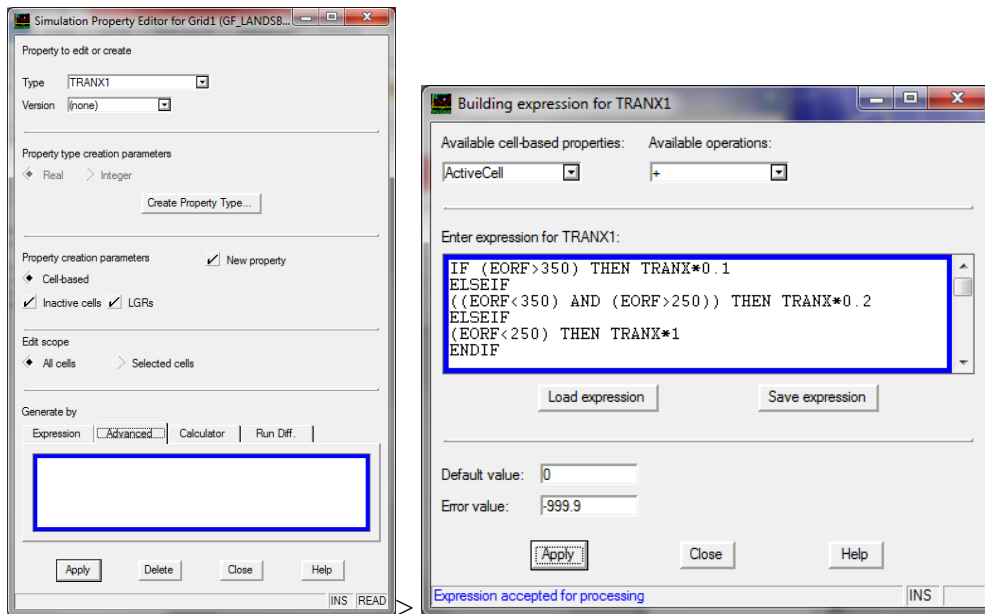 Simulation Property Editor for Grid1 (GF_LANDSB...
Property to edit or create
Type TRANX1
Version (none)
Property type creation parameters
Real Integer
Create Property Type...
Property creation parameters New property
Cell-based
Inactive cells LGRs
Edit scope
All cells Selected cells
Generate by
Expression Advanced Calculator Run Diff.
Apply Delete Close Help
INS READ
>
Building expression for TRANX1
Available cell-based properties: Available operations:
ActiveCell +
Enter expression for TRANX1:
IF (EORF>350) THEN TRANX*0.1
ELSEIF
((EORF<350) AND (EORF>250)) THEN TRANX*0.2
ELSEIF
(EORF<250) THEN TRANX*1
ENDIF
Load expression Save expression
Default value: 0
Error value: -999.9
Apply Close Help
Expression accepted for processing INS